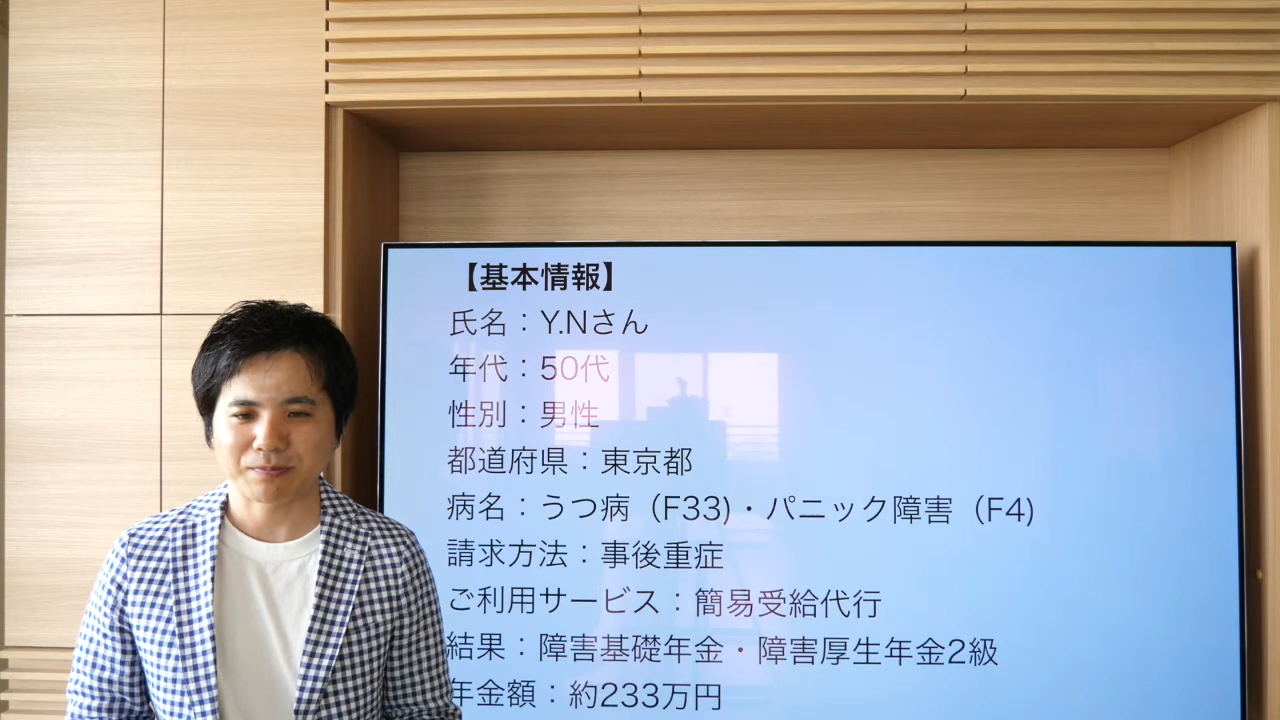 【基本情報】
氏名：Y.Nさん
年代：50代
性別：男性
都道府県：東京都
病名：うつ病（F33)・パニック障害（F4)
請求方法：事後重症
ご利用サービス：簡易受給代行
結果：障害基礎年金・障害厚生年金2級
年金額：約233万円